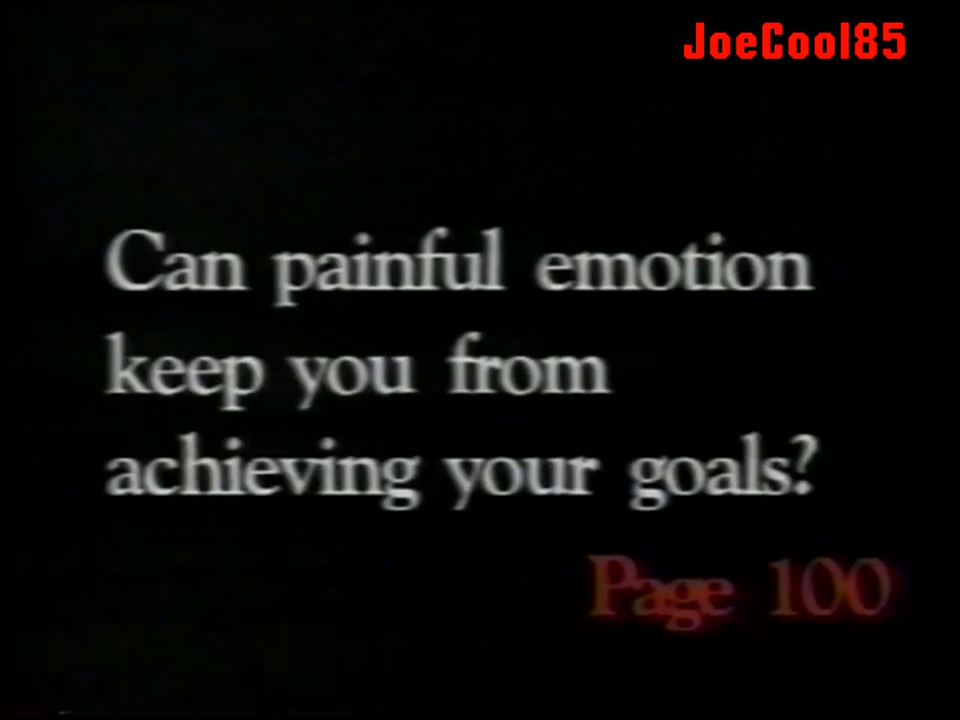 JoeCool85
Can painful emotion
keep you from
achieving your goals?
Page 100